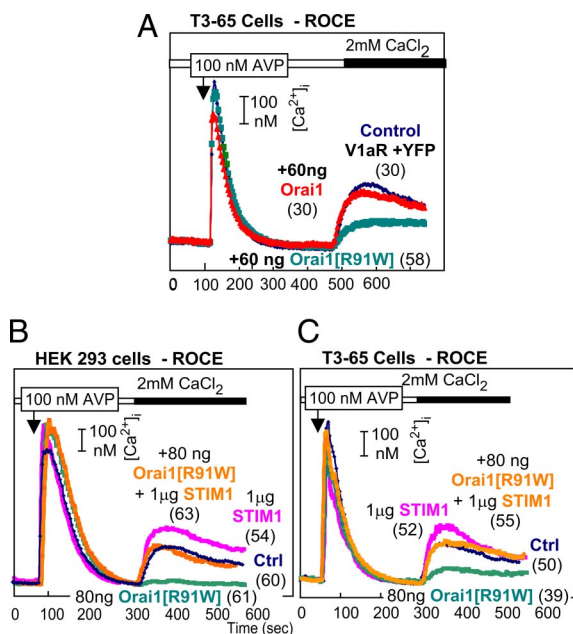 T3-65 Cells - ROCE
A
2mM CaCl2
100 nM AVP
100
nM
[Ca2+]i
Control
V1aR +YFP
(30)
+60ng
Orai1
(30)
+60 ng Orai1[R91W] (58)
0 100 200 300 400 500 600
B
HEK 293 cells - ROCE
2mM CaCl2
100 nM AVP
100
nM
[Ca2+]i
+80 ng
Orai1[R91W]
+ 1µg STIM1
(63)
1µg
STIM1
(54)
Ctrl
(60)
80ng Orai1[R91W] (61)
0 100 200 300 400 500 600
Time (sec)
C
T3-65 Cells - ROCE
2mM CaCl2
100 nM AVP
100
nM
[Ca2+]i
+80 ng
Orai1[R91W]
+ 1µg STIM1
(55)
1µg STIM1
(52)
Ctrl
(50)
80ng Orai1[R91W] (39)
0 100 200 300 400 500 600